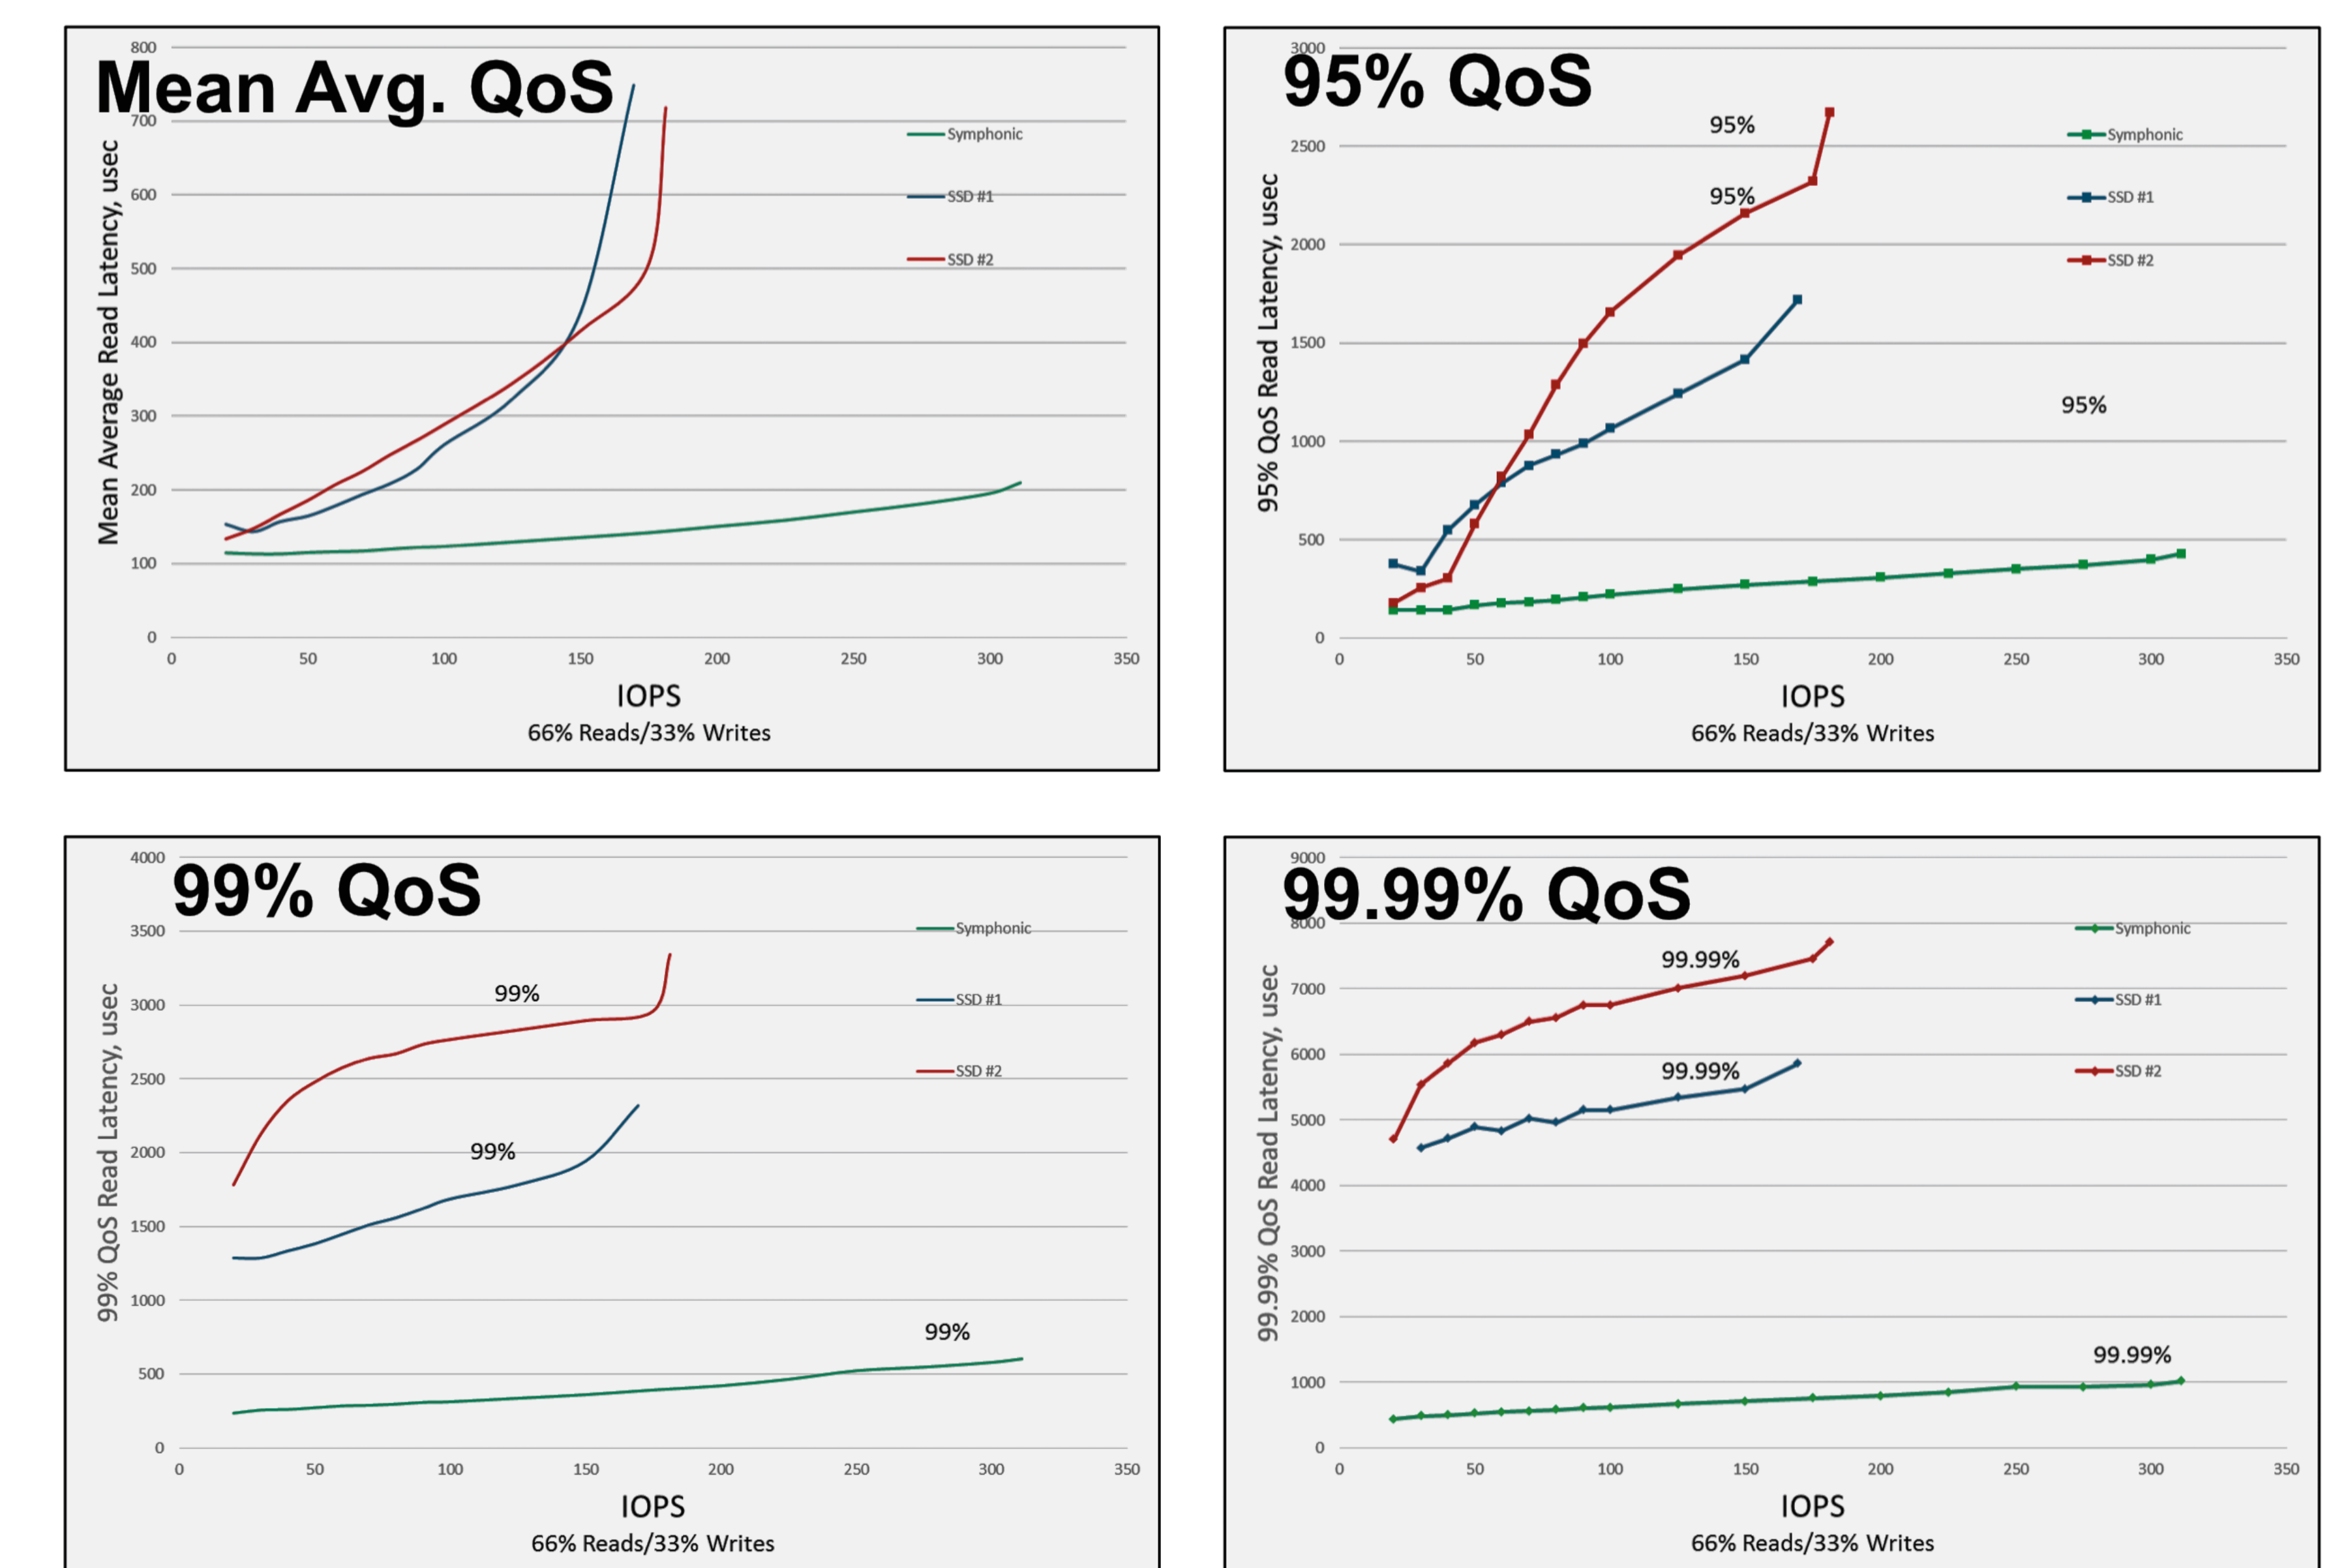 Mean Avg. QoS
800
700
600
500
400
300
200
100
0
Mean Average Read Latency, usec
Symphonic
SSD #1
SSD #2
0 50 100 150 200 250 300 350
IOPS
66% Reads/33% Writes
95% QoS
3000
2500
2000
1500
1000
500
0
95% QoS Read Latency, usec
95%
95%
95%
Symphonic
SSD #1
SSD #2
0 50 100 150 200 250 300 350
IOPS
66% Reads/33% Writes
99% QoS
4000
3500
3000
2500
2000
1500
1000
500
0
99% QoS Read Latency, usec
99%
99%
99%
Symphonic
SSD #1
SSD #2
0 50 100 150 200 250 300 350
IOPS
66% Reads/33% Writes
99.99% QoS
9000
8000
7000
6000
5000
4000
3000
2000
1000
0
99.99% QoS Read Latency, usec
99.99%
99.99%
99.99%
Symphonic
SSD #1
SSD #2
0 50 100 150 200 250 300 350
IOPS
66% Reads/33% Writes